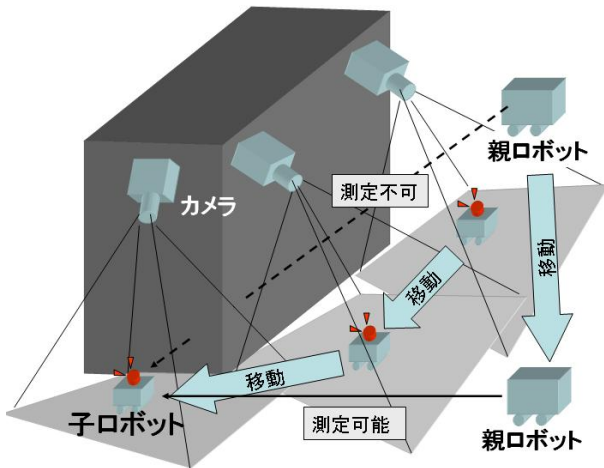 親ロボット
カメラ
測定不可
移動
移動
移動
子ロボット
測定可能
親ロボット